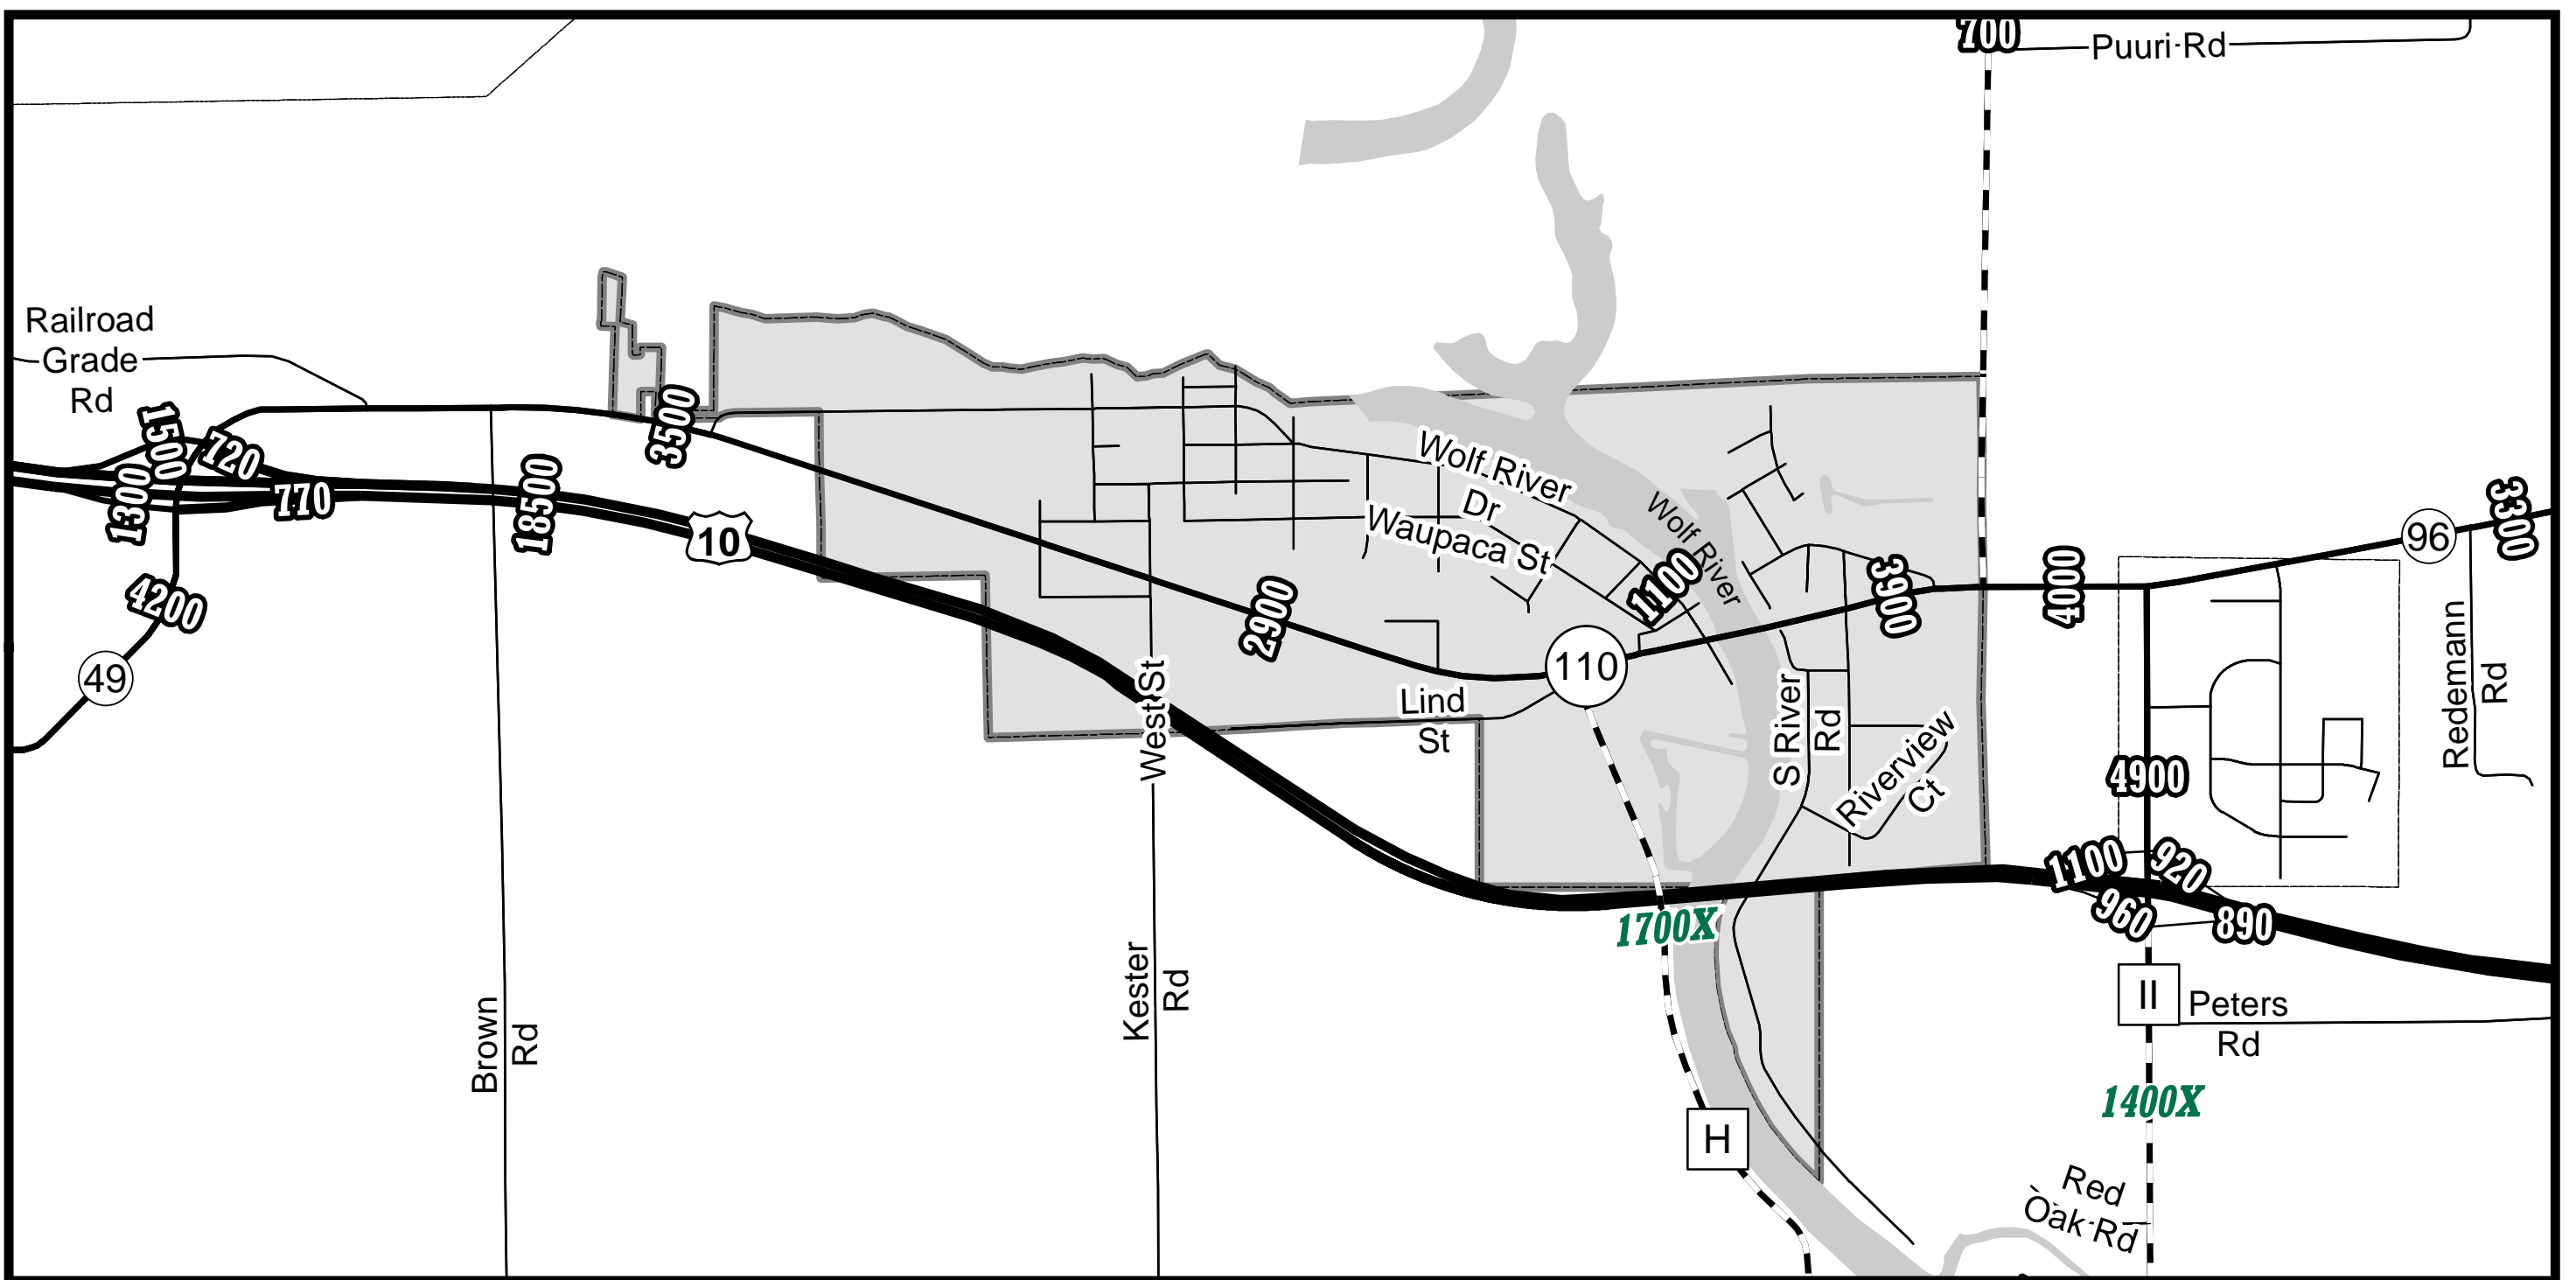 700
Puuri Rd
Railroad
Grade
Rd
1500
720
1300
770
4200
49
18500
3500
10
2900
Wolf River
Dr
Waupaca St
Wolf River
1100
110
Lind
St
West St
3900
4000
96
3300
Redemann
Rd
S River
Rd
Riverview
Ct
4900
1100
920
960
890
1700X
II
Peters
Rd
1400X
H
Kester
Rd
Brown
Rd
Red
Oak Rd